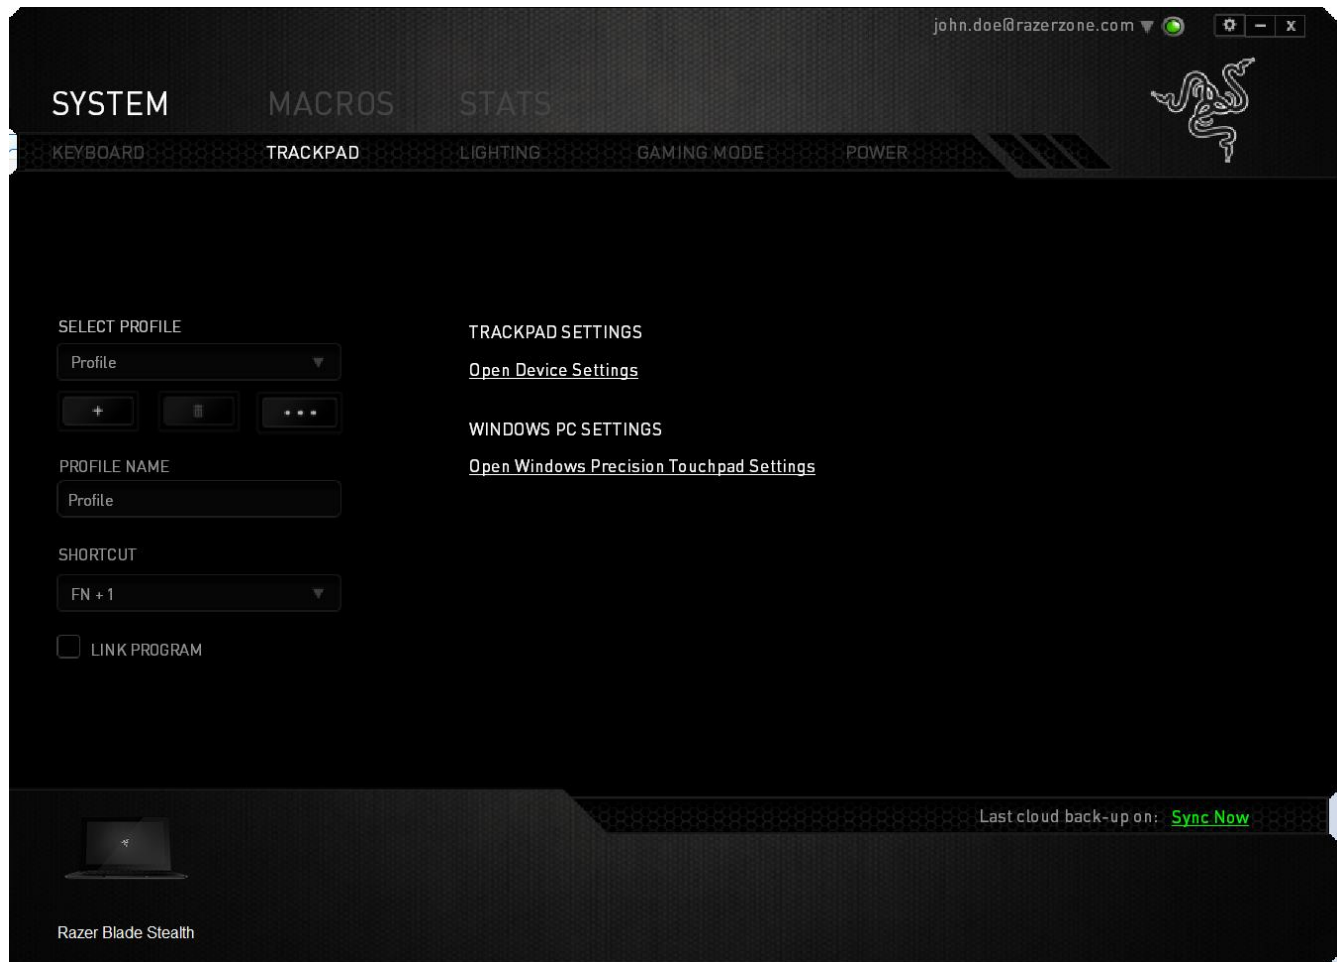 john.doe@razerzone.com
x
SYSTEM MACROS STATS
KEYBOARD TRACKPAD LIGHTING GAMING MODE POWER
SELECT PROFILE
Profile
PROFILE NAME
Profile
SHORTCUT
FN + 1
LINK PROGRAM
TRACKPAD SETTINGS
Open Device Settings
WINDOWS PC SETTINGS
Open Windows Precision Touchpad Settings
Last cloud back-up on: Sync Now
Razer Blade Stealth